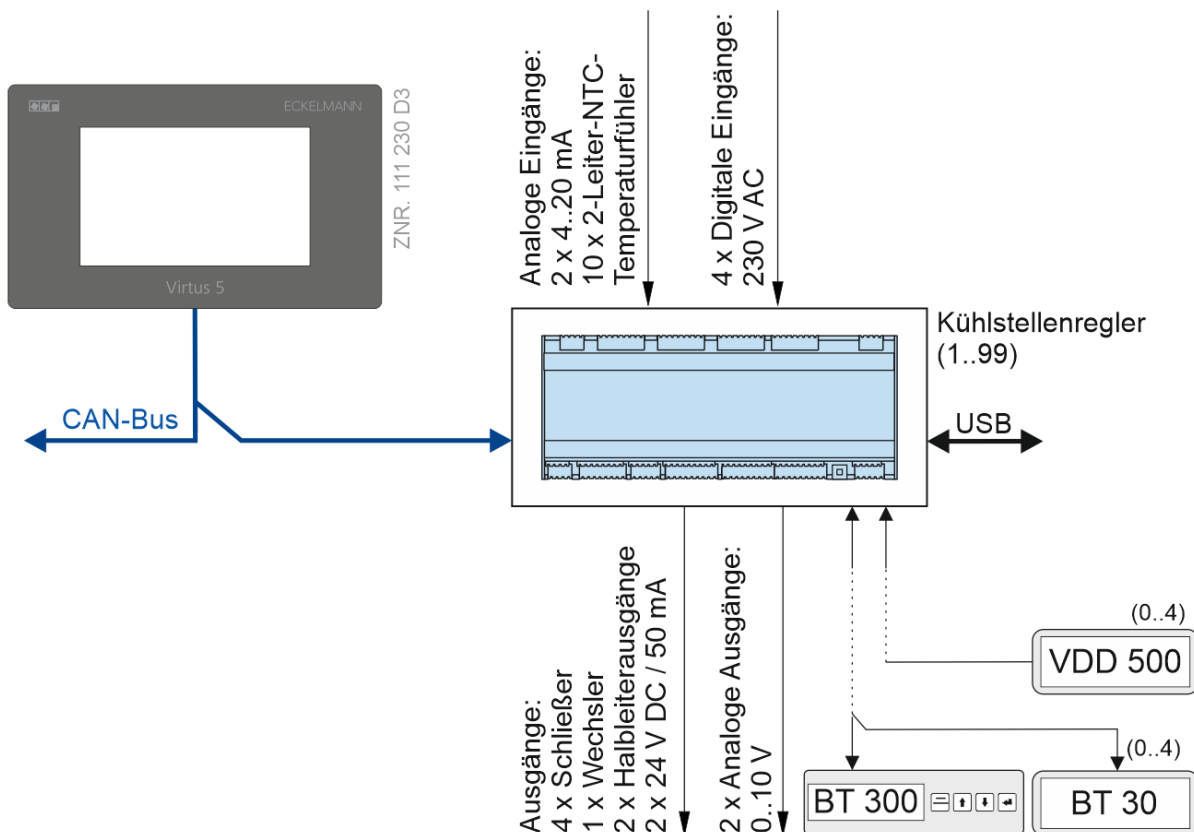 ECKELMANN
Virtus 5
ZNR. 111 230 D3
Analoge Eingänge:
2 x 4..20 mA
10 x 2-Leiter-NTC-
Temperaturfühler
4 x Digitale Eingänge:
230 V AC
Kühlstellenregler
(1..99)
CAN-Bus
USB
Ausgänge:
4 x Schließer
1 x Wechsler
2 x Halbleiterausgänge
2 x 24 V DC / 50 mA
2 x Analoge Ausgänge:
0..10 V
(0..4)
VDD 500
(0..4)
BT 300
BT 30